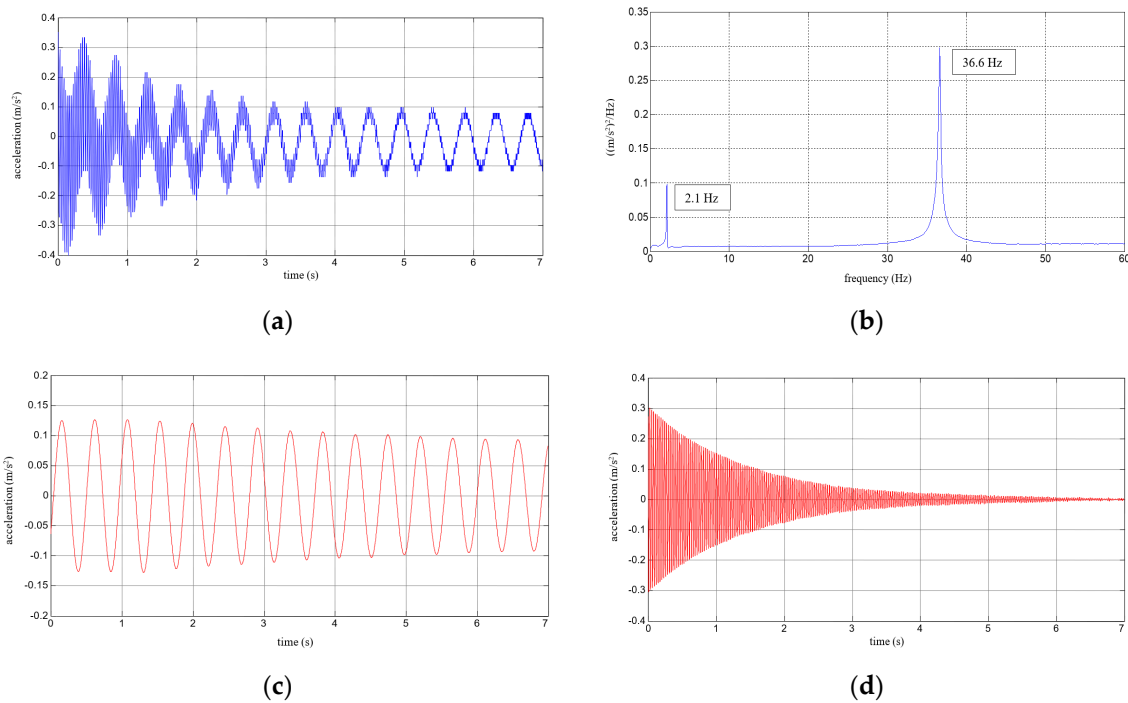 0.4
0.3
0.2
0.1
0
-0.1
-0.2
-0.3
-0.4
acceleration (m/s²)
0 1 2 3 4 5 6 7
time (s)
(a)
0.35
0.3
0.25
0.2
0.15
0.1
0.05
0
((m/s²)²/Hz)
36.6 Hz
2.1 Hz
0 10 20 30 40 50 60
frequency (Hz)
(b)
0.2
0.15
0.1
0.05
0
-0.05
-0.1
-0.15
-0.2
acceleration (m/s²)
0 1 2 3 4 5 6 7
time (s)
(c)
0.4
0.3
0.2
0.1
0
-0.1
-0.2
-0.3
-0.4
acceleration (m/s²)
0 1 2 3 4 5 6 7
time (s)
(d)